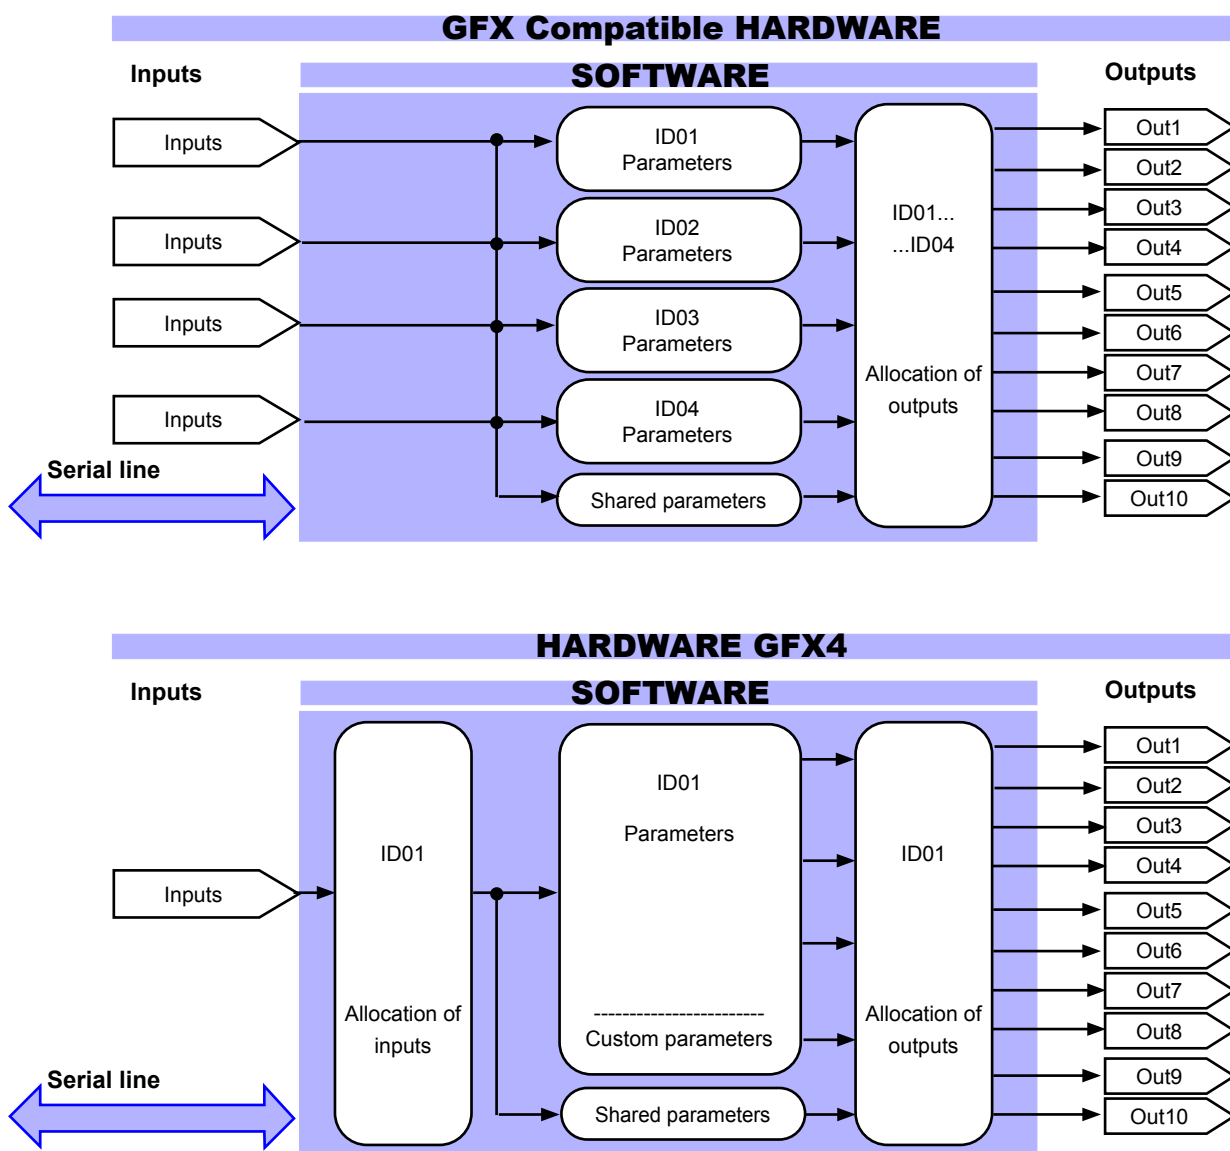 GFX Compatible HARDWARE
Inputs
SOFTWARE
Outputs
Inputs
ID01
Parameters
Inputs
ID02
Parameters
Inputs
ID03
Parameters
Inputs
ID04
Parameters
Shared parameters
Serial line
ID01...
...ID04
Allocation of
outputs
Out1
Out2
Out3
Out4
Out5
Out6
Out7
Out8
Out9
Out10
HARDWARE GFX4
Inputs
SOFTWARE
Outputs
Inputs
Serial line
ID01
Allocation of
inputs
ID01
Parameters
------------------------
Custom parameters
Shared parameters
ID01
Allocation of
outputs
Out1
Out2
Out3
Out4
Out5
Out6
Out7
Out8
Out9
Out10